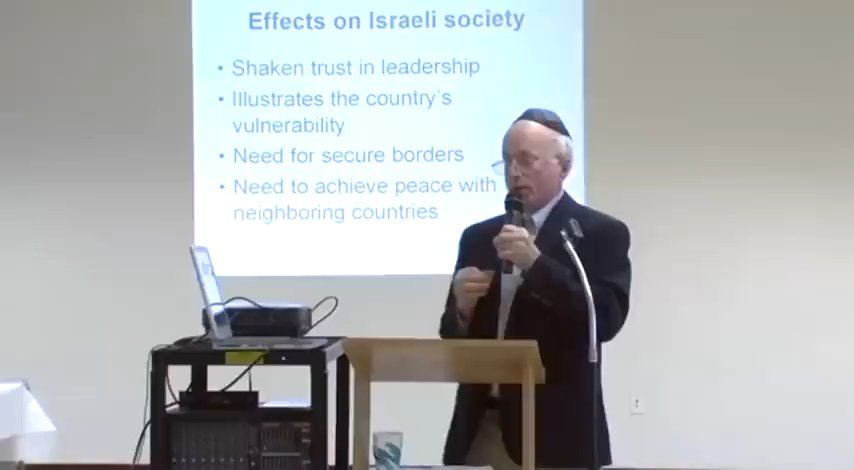 Effects on Israeli society
• Shaken trust in leadership
• Illustrates the country's
vulnerability
• Need for secure borders
• Need to achieve peace with
neighboring countries